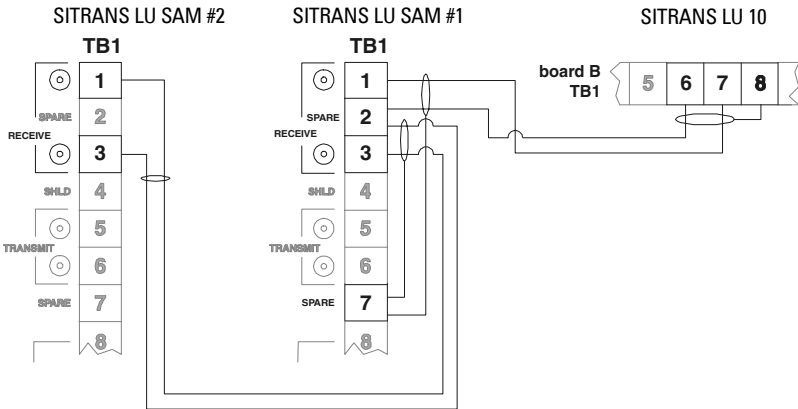 SITRANS LU SAM #2
TB1
1
SPARE 2
RECEIVE
3
SHLD 4
5
TRANSMIT
6
SPARE 7
8
SITRANS LU SAM #1
TB1
1
SPARE 2
RECEIVE
3
SHLD 4
5
TRANSMIT
6
SPARE 7
8
SITRANS LU 10
board B
TB1
5 6 7 8